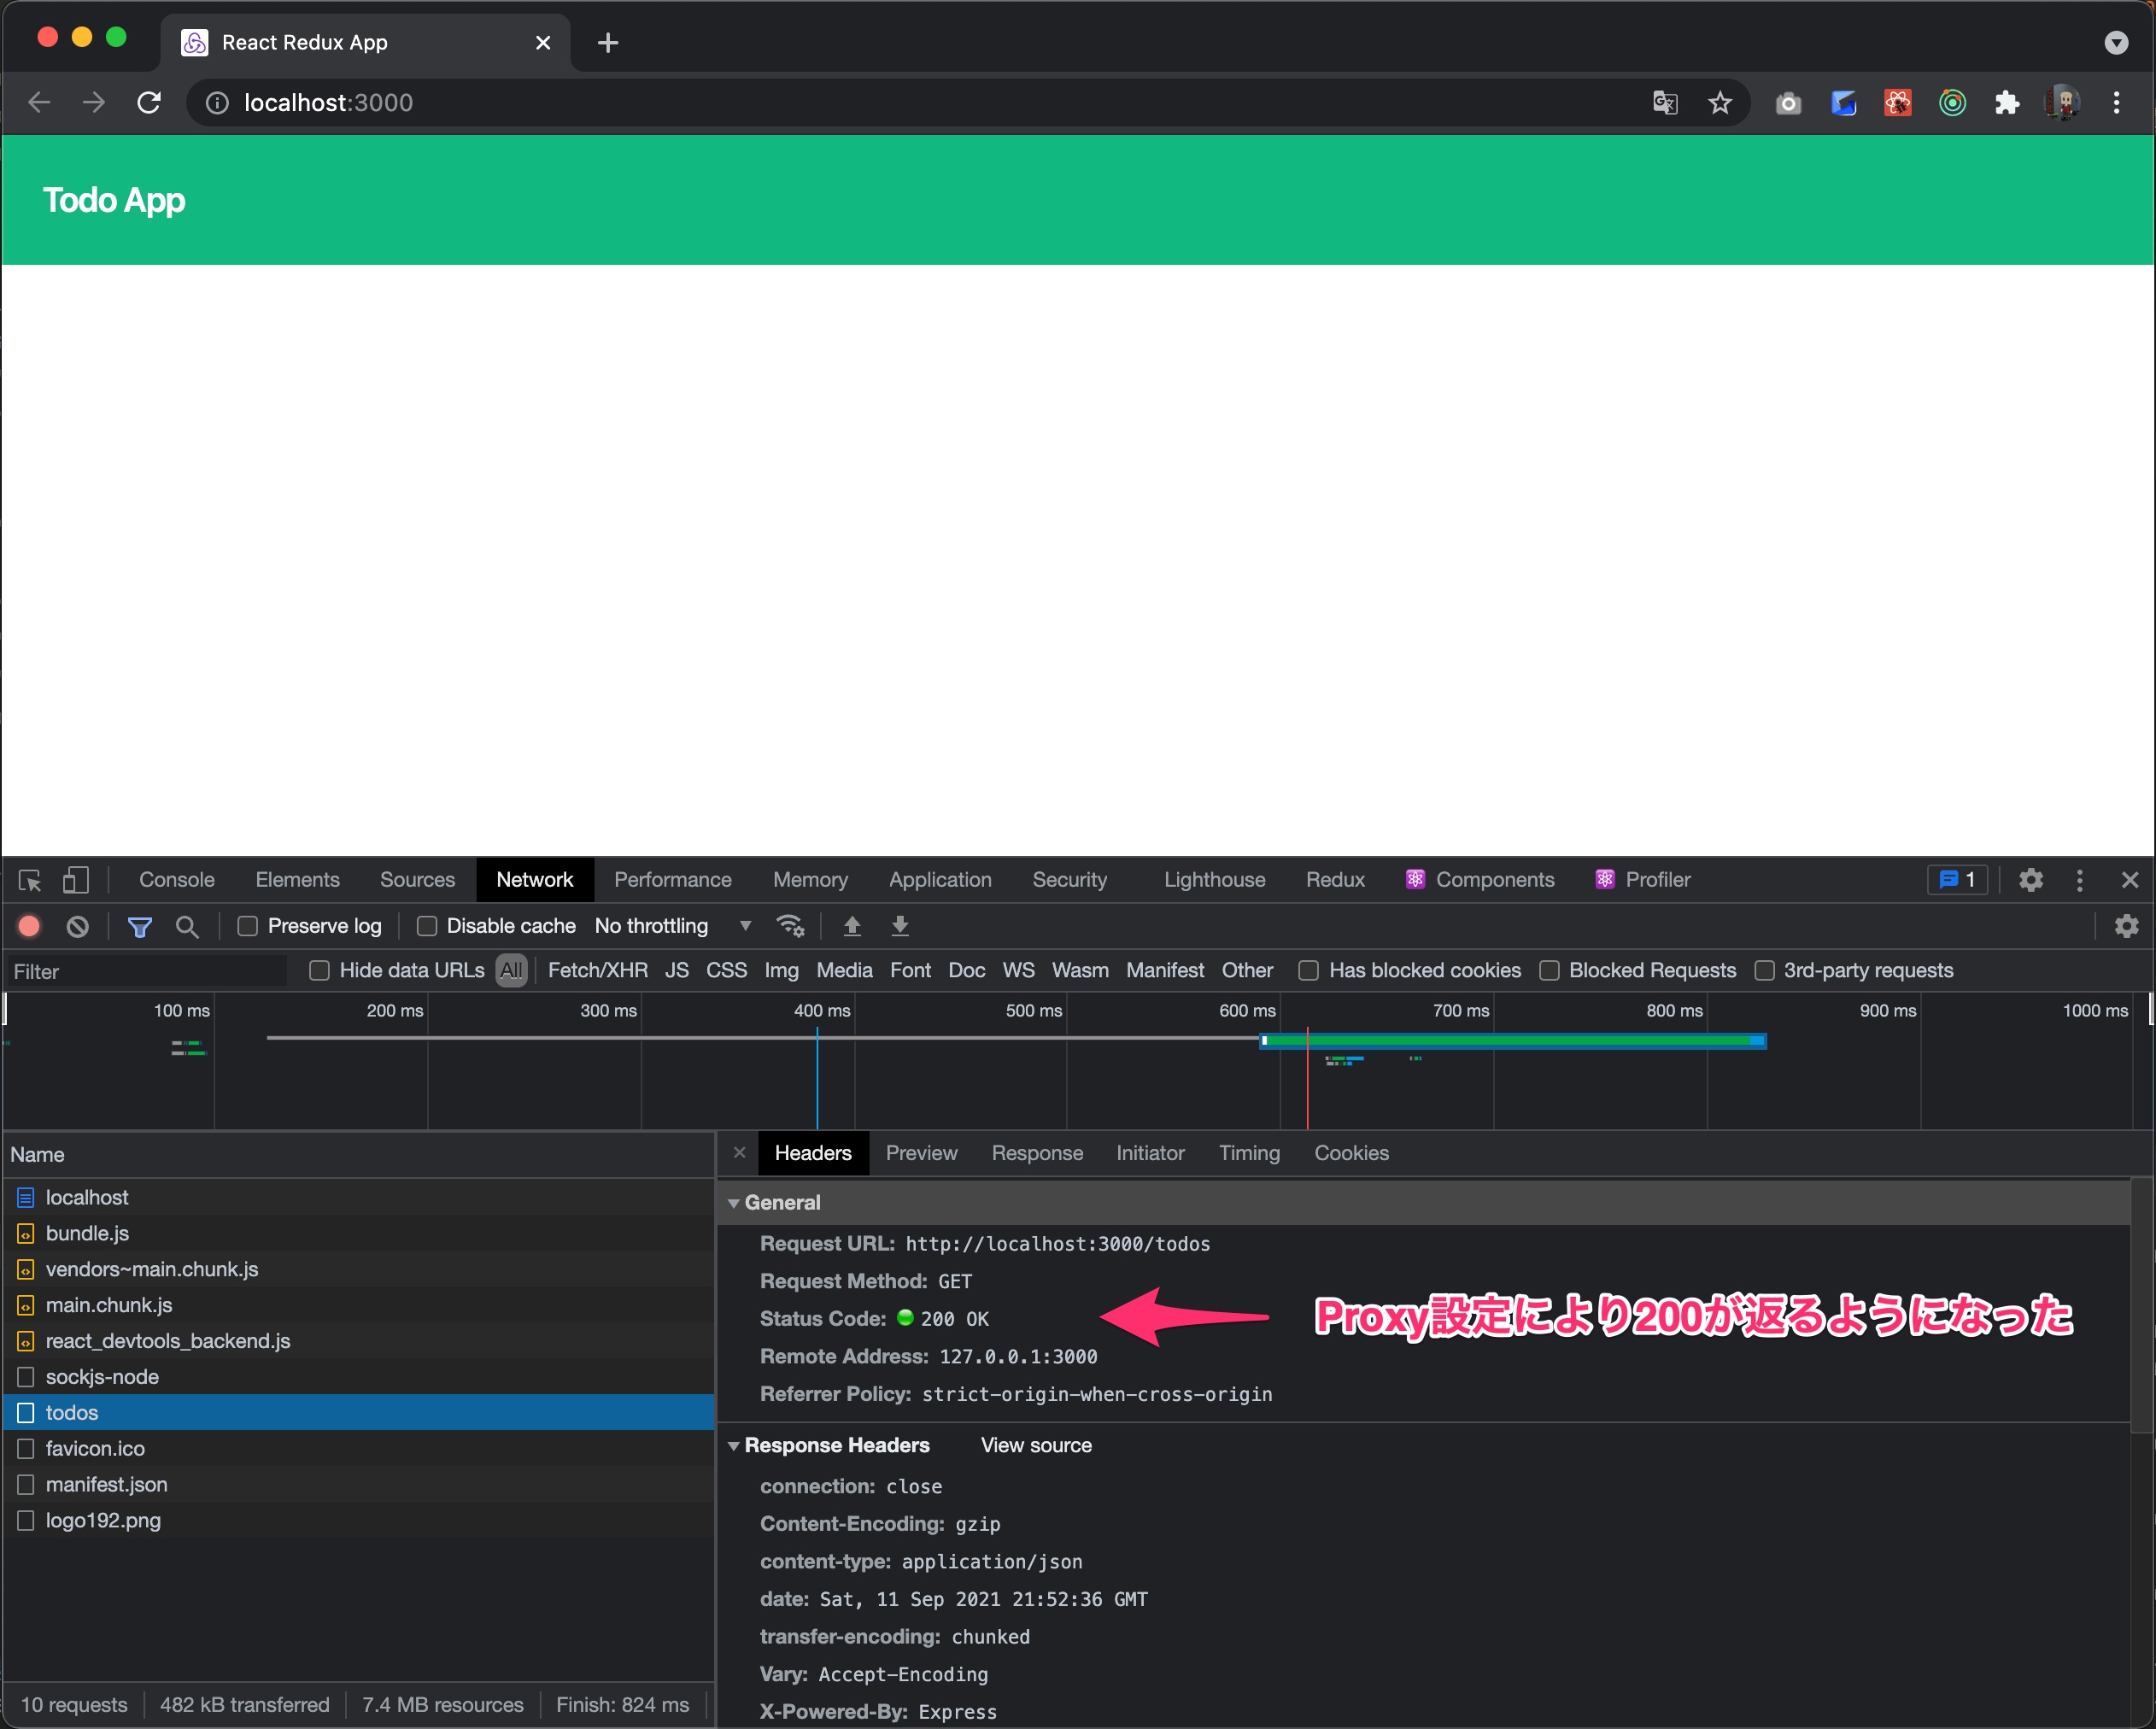 React Redux App
localhost:3000
Todo App
Console Elements Sources Network Performance Memory Application Security Lighthouse Redux Components Profiler 1
Preserve log Disable cache No throttling
Filter Hide data URLs All Fetch/XHR JS CSS Img Media Font Doc WS Wasm Manifest Other Has blocked cookies Blocked Requests 3rd-party requests
100 ms 200 ms 300 ms 400 ms 500 ms 600 ms 700 ms 800 ms 900 ms 1000 ms
Name
localhost
bundle.js
vendors~main.chunk.js
main.chunk.js
react_devtools_backend.js
sockjs-node
todos
favicon.ico
manifest.json
logo192.png
10 requests 482 kB transferred 7.4 MB resources Finish: 824 ms
Headers Preview Response Initiator Timing Cookies
General
Request URL: http://localhost:3000/todos
Request Method: GET
Status Code: 200 OK
Proxy設定により200が返るようになった
Remote Address: 127.0.0.1:3000
Referrer Policy: strict-origin-when-cross-origin
Response Headers View source
connection: close
Content-Encoding: gzip
content-type: application/json
date: Sat, 11 Sep 2021 21:52:36 GMT
transfer-encoding: chunked
Vary: Accept-Encoding
X-Powered-By: Express